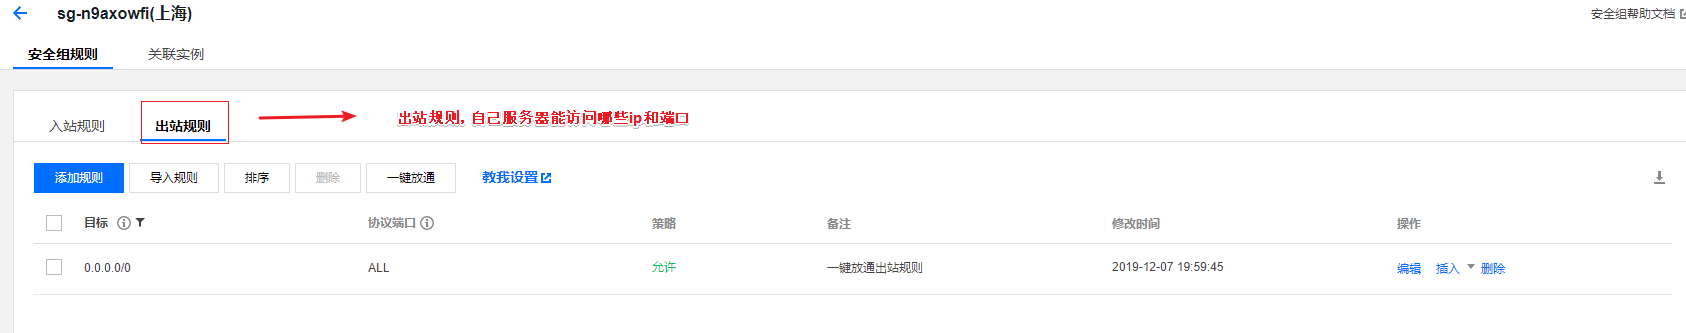 sg-n9axowfi(上海)
安全组帮助文档
安全组规则 关联实例
入站规则 出站规则 出站规则，自己服务器能访问哪些ip和端口
添加规则 导入规则 排序 删除 一键放通 教我设置
目标 协议端口 策略 备注 修改时间 操作
0.0.0.0/0 ALL 允许 一键放通出站规则 2019-12-07 19:59:45 编辑 插入 删除